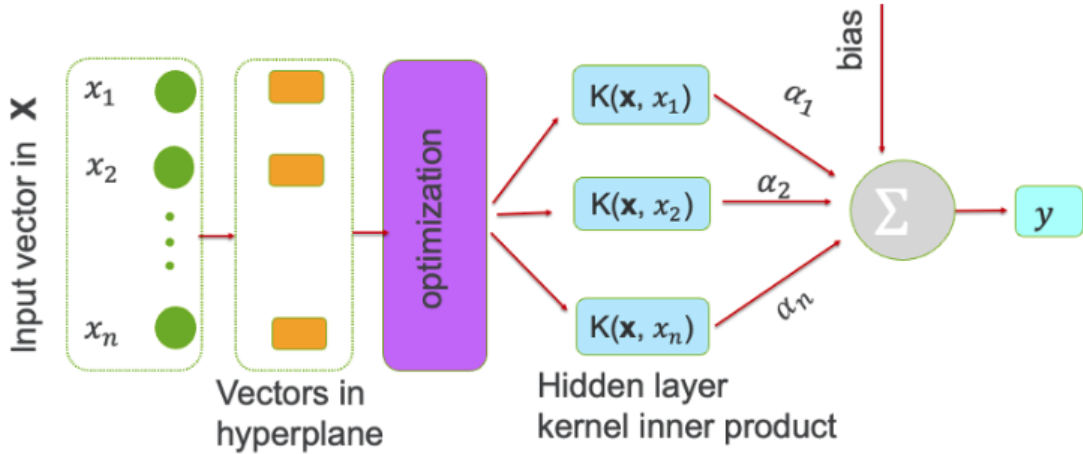 Input vector in X
x₁
x₂
xₙ
Vectors in
hyperplane
optimization
K(x, x₁)
K(x, x₂)
K(x, xₙ)
Hidden layer
kernel inner product
α₁
α₂
αₙ
bias
Σ
y